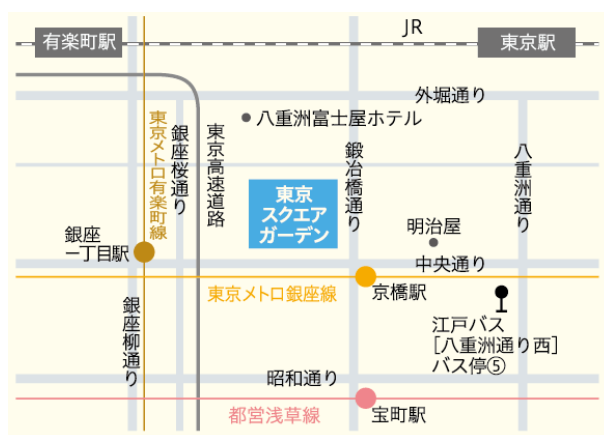 JR
有楽町駅
東京駅
外堀通り
八重洲富士屋ホテル
東京メトロ有楽町線
銀座桜通り
東京高速道路
鍛冶橋通り
八重洲通り
東京
スクエア
ガーデン
明治屋
銀座
一丁目駅
中央通り
東京メトロ銀座線
京橋駅
銀座柳通り
江戸バス
[八重洲通り西]
バス停⑤
昭和通り
都営浅草線
宝町駅